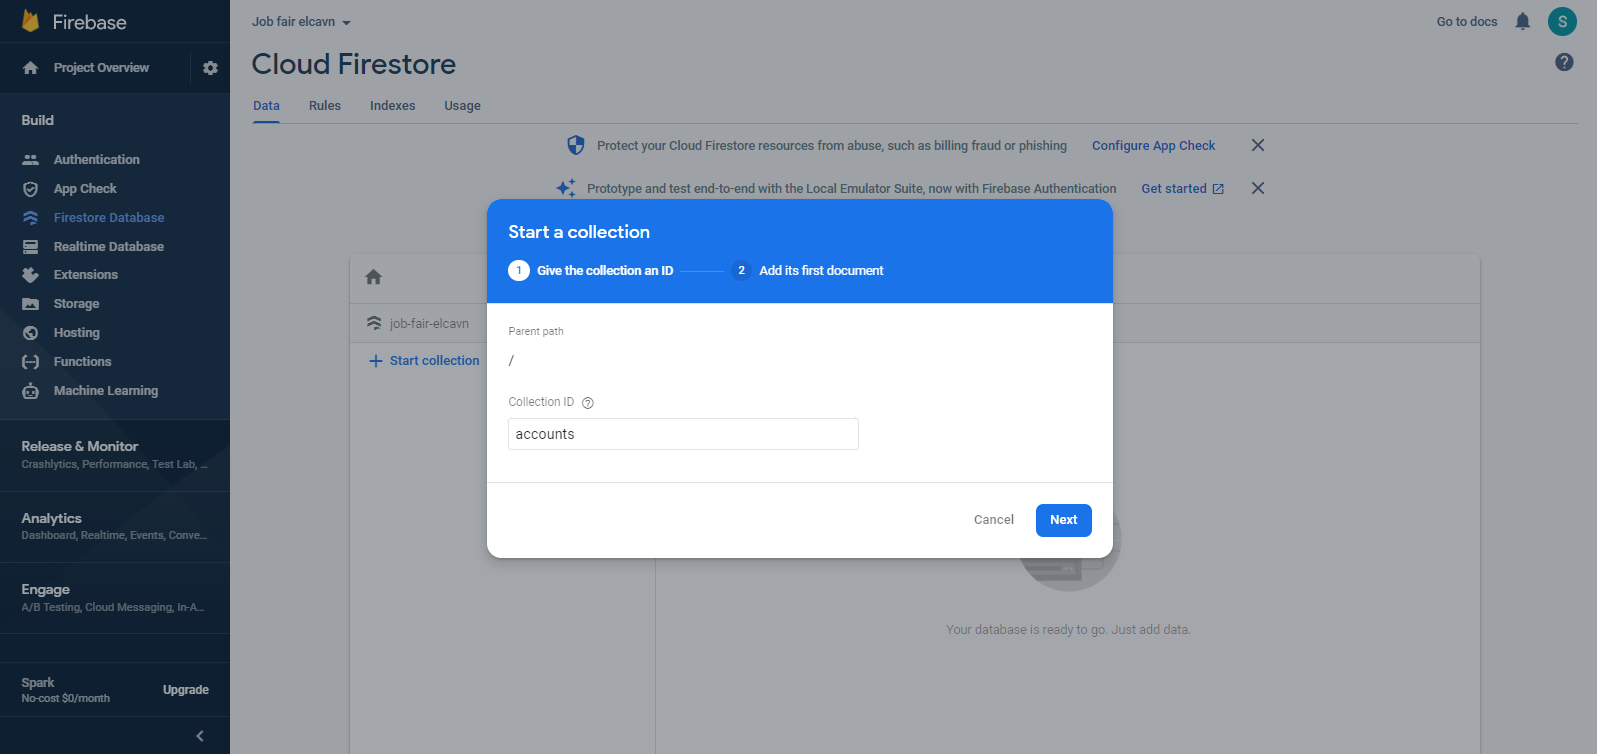 Firebase
Project Overview
Build
Authentication
App Check
Firestore Database
Realtime Database
Extensions
Storage
Hosting
Functions
Machine Learning
Release & Monitor
Crashlytics, Performance, Test Lab, ...
Analytics
Dashboard, Realtime, Events, Conve...
Engage
A/B Testing, Cloud Messaging, In-A...
Spark
No-cost $0/month
Upgrade
Job fair elcavn
Go to docs
S
Cloud Firestore
?
Data Rules Indexes Usage
Protect your Cloud Firestore resources from abuse, such as billing fraud or phishing Configure App Check
Prototype and test end-to-end with the Local Emulator Suite, now with Firebase Authentication Get started
job-fair-elcavn
+ Start collection
Start a collection
1 Give the collection an ID 2 Add its first document
Parent path
/
Collection ID ?
accounts
Cancel Next
Your database is ready to go. Just add data.